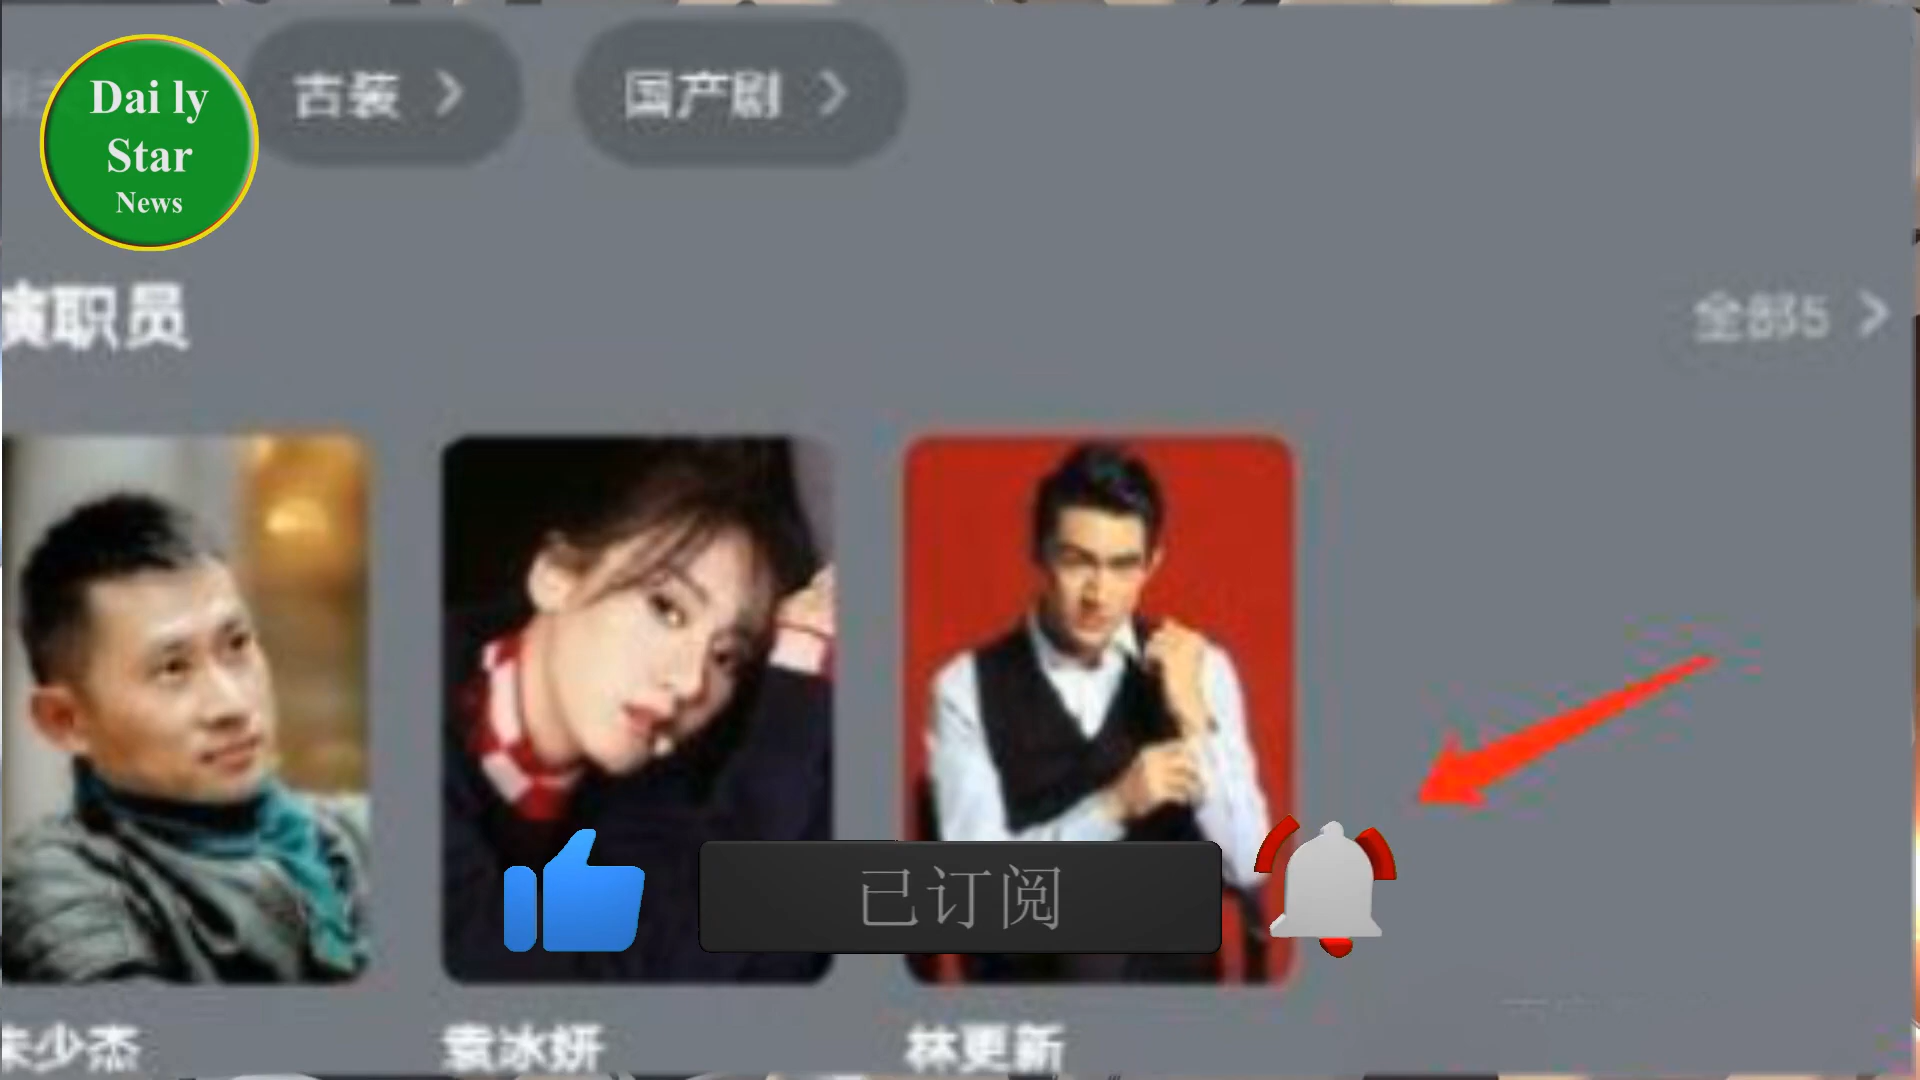 Dai ly
Star
News
古装
国产剧
演职员
全部5
已订阅
朱少杰
袁冰妍
林更新